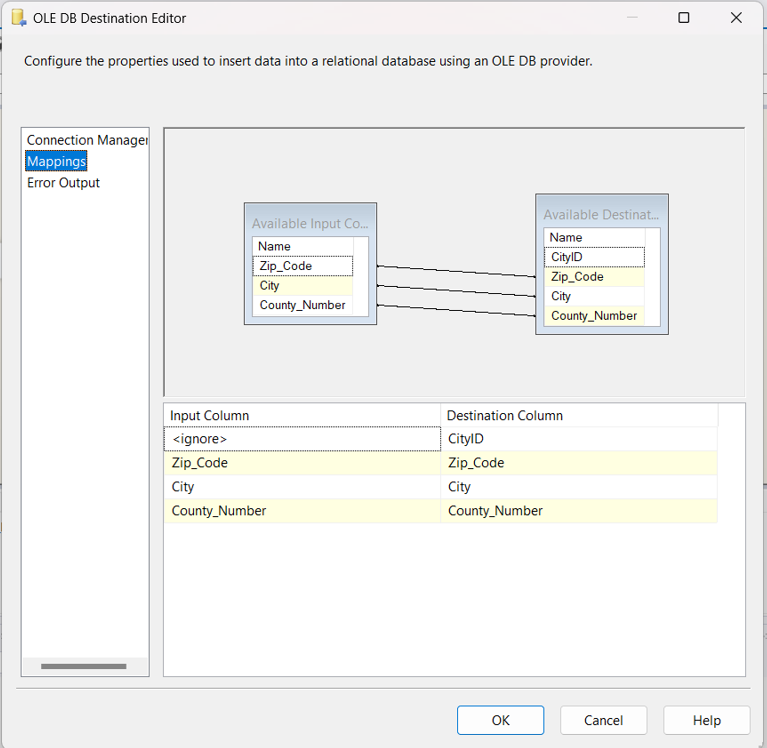 OLE DB Destination Editor
Configure the properties used to insert data into a relational database using an OLE DB provider.
Connection Manager
Mappings
Error Output
Available Input Co...
Name
Zip_Code
City
County_Number
Available Destinat...
Name
CityID
Zip_Code
City
County_Number
Input Column Destination Column
<ignore> CityID
Zip_Code Zip_Code
City City
County_Number County_Number
OK Cancel Help